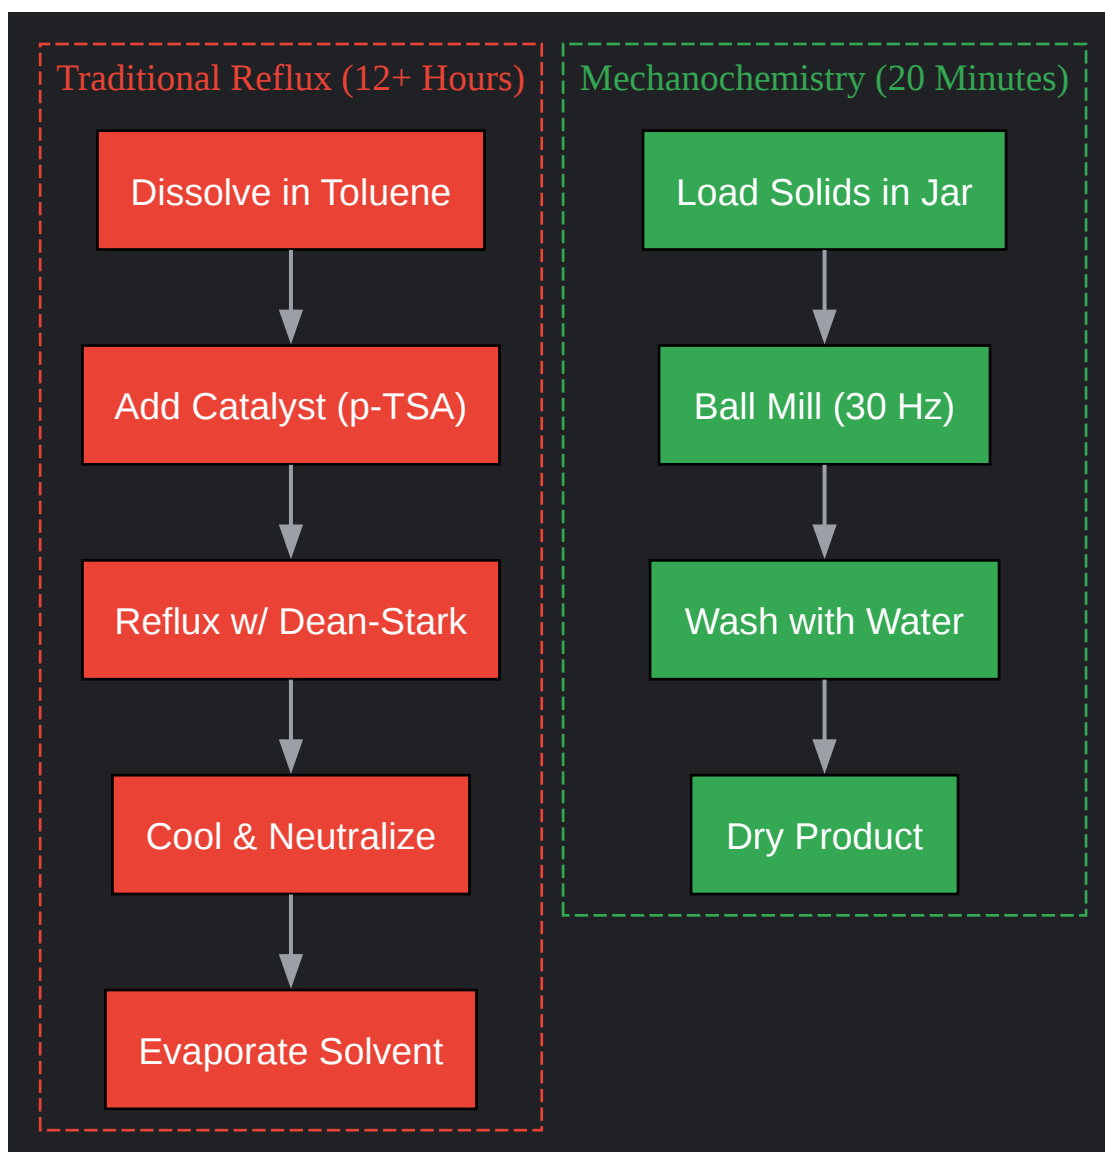 Traditional Reflux (12+ Hours)
Dissolve in Toluene
Add Catalyst (p-TSA)
Reflux w/ Dean-Stark
Cool & Neutralize
Evaporate Solvent
Mechanochemistry (20 Minutes)
Load Solids in Jar
Ball Mill (30 Hz)
Wash with Water
Dry Product